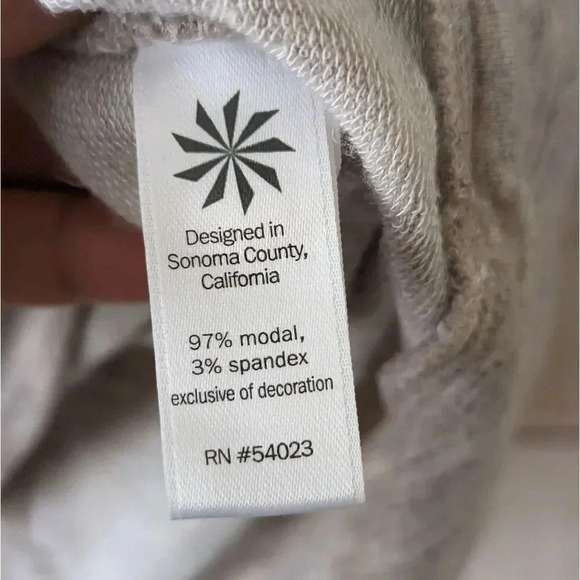 Designed in
Sonoma County,
California
97% modal,
3% spandex
exclusive of decoration
RN #54023